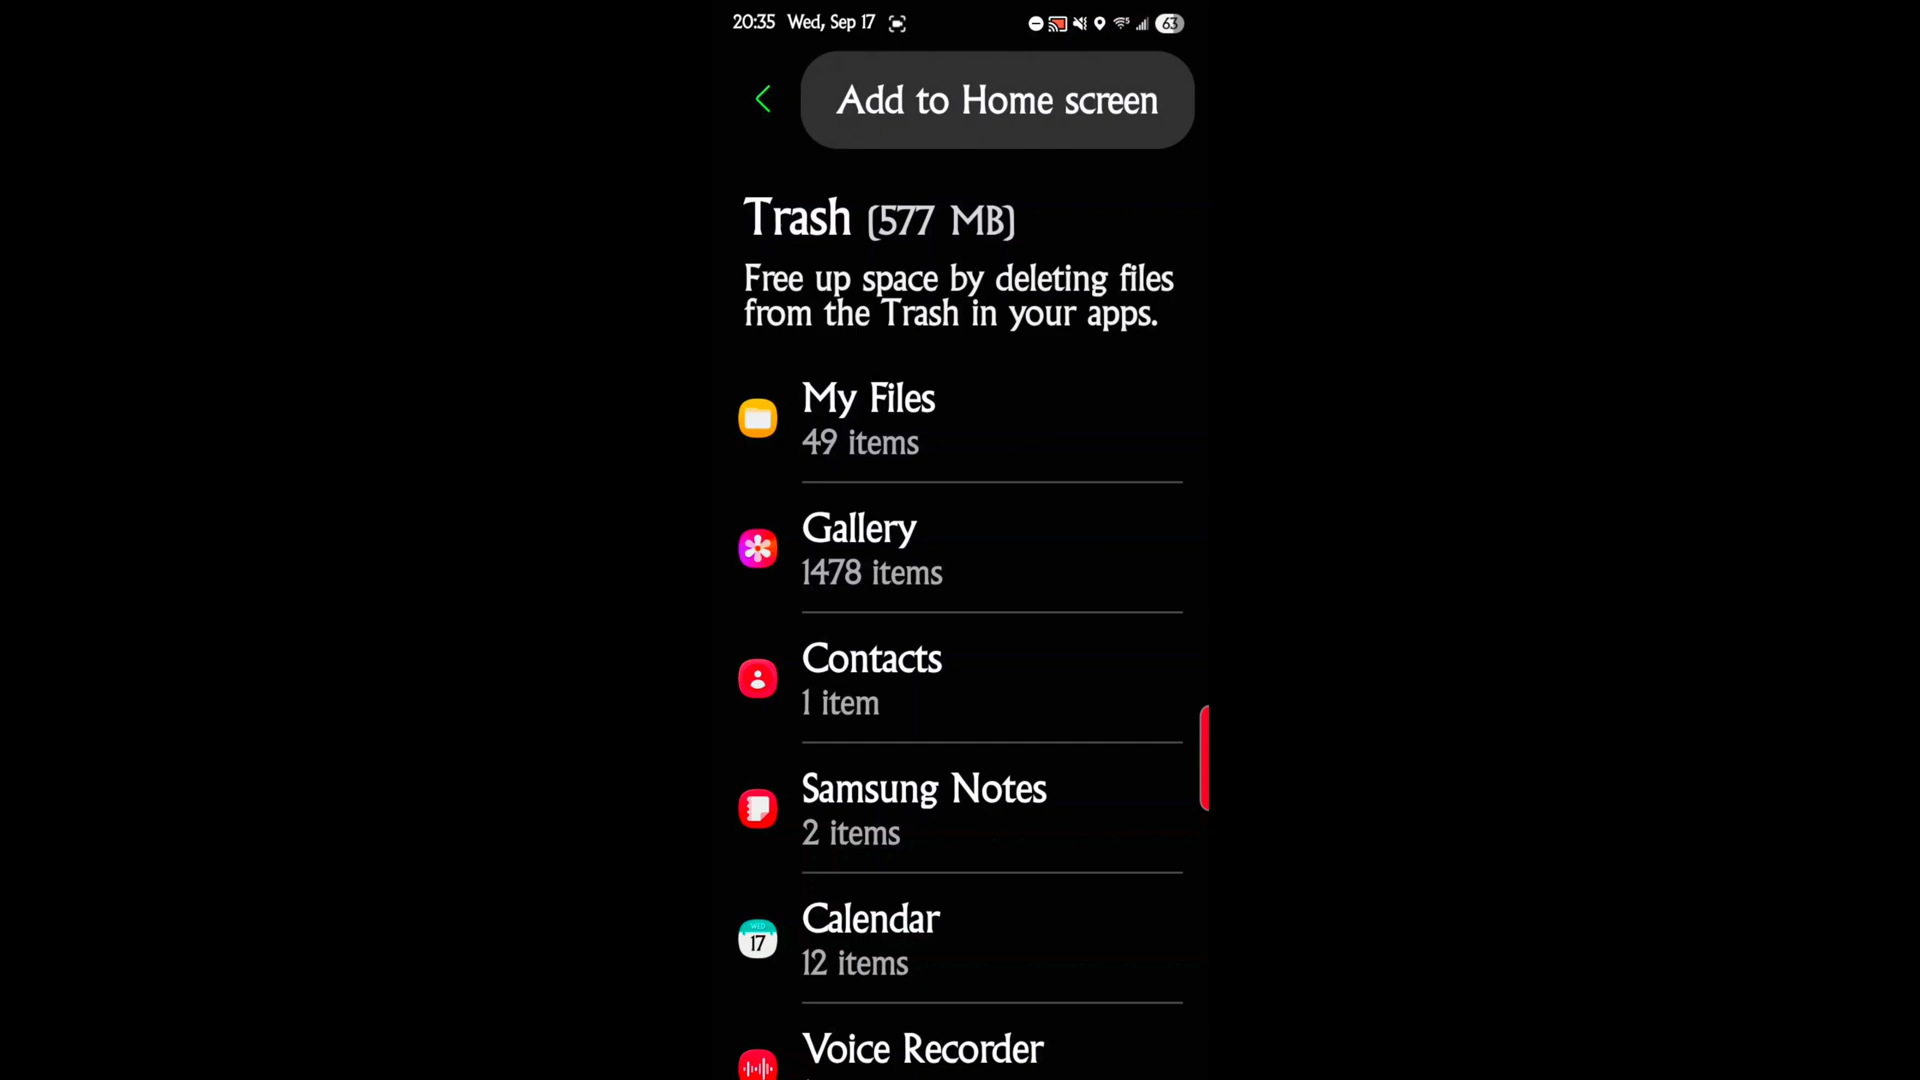 20:35 Wed, Sep 17
63
Add to Home screen
Trash (577 MB)
Free up space by deleting files
from the Trash in your apps.
My Files
49 items
Gallery
1478 items
Contacts
1 item
Samsung Notes
2 items
WED
17
Calendar
12 items
Voice Recorder